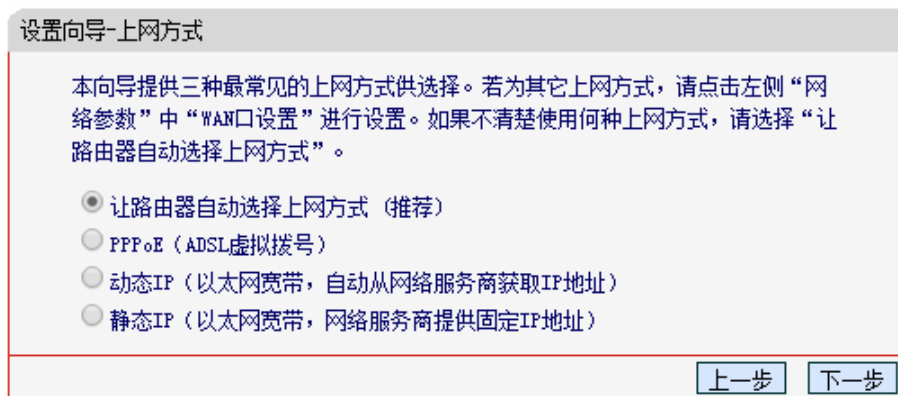 设置向导-上网方式
本向导提供三种最常见的上网方式供选择。若为其它上网方式，请点击左侧“网
络参数”中“WAN口设置”进行设置。如果不清楚使用何种上网方式，请选择“让
路由器自动选择上网方式”。
让路由器自动选择上网方式（推荐）
PPPoE（ADSL虚拟拨号）
动态IP（以太网宽带，自动从网络服务商获取IP地址）
静态IP（以太网宽带，网络服务商提供固定IP地址）
上一步 下一步